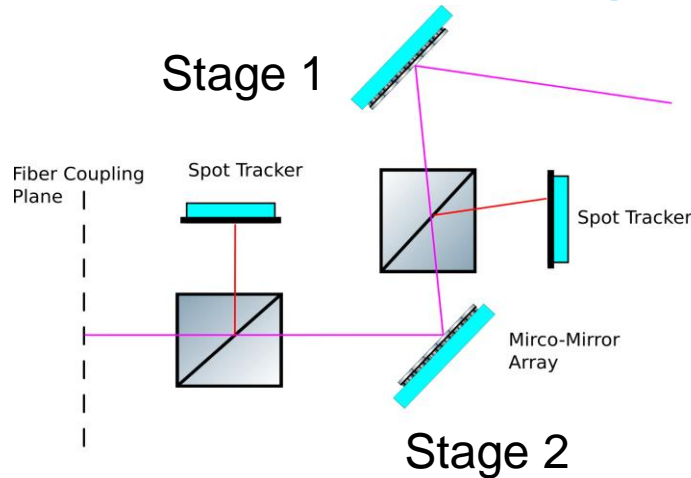 Stage 1
Fiber Coupling
Plane
Spot Tracker
Spot Tracker
Mirco-Mirror
Array
Stage 2